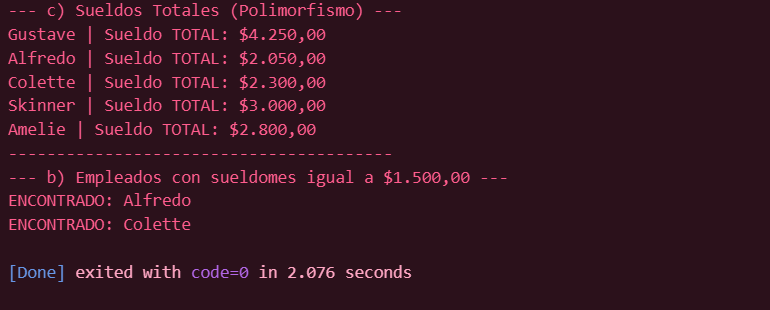 --- c) Sueldos Totales (Polimorfismo) ---
Gustave | Sueldo TOTAL: $4.250,00
Alfredo | Sueldo TOTAL: $2.050,00
Colette | Sueldo TOTAL: $2.300,00
Skinner | Sueldo TOTAL: $3.000,00
Amelie | Sueldo TOTAL: $2.800,00
----------------------------------------
--- b) Empleados con sueldomes igual a $1.500,00 ---
ENCONTRADO: Alfredo
ENCONTRADO: Colette
[Done] exited with code=0 in 2.076 seconds